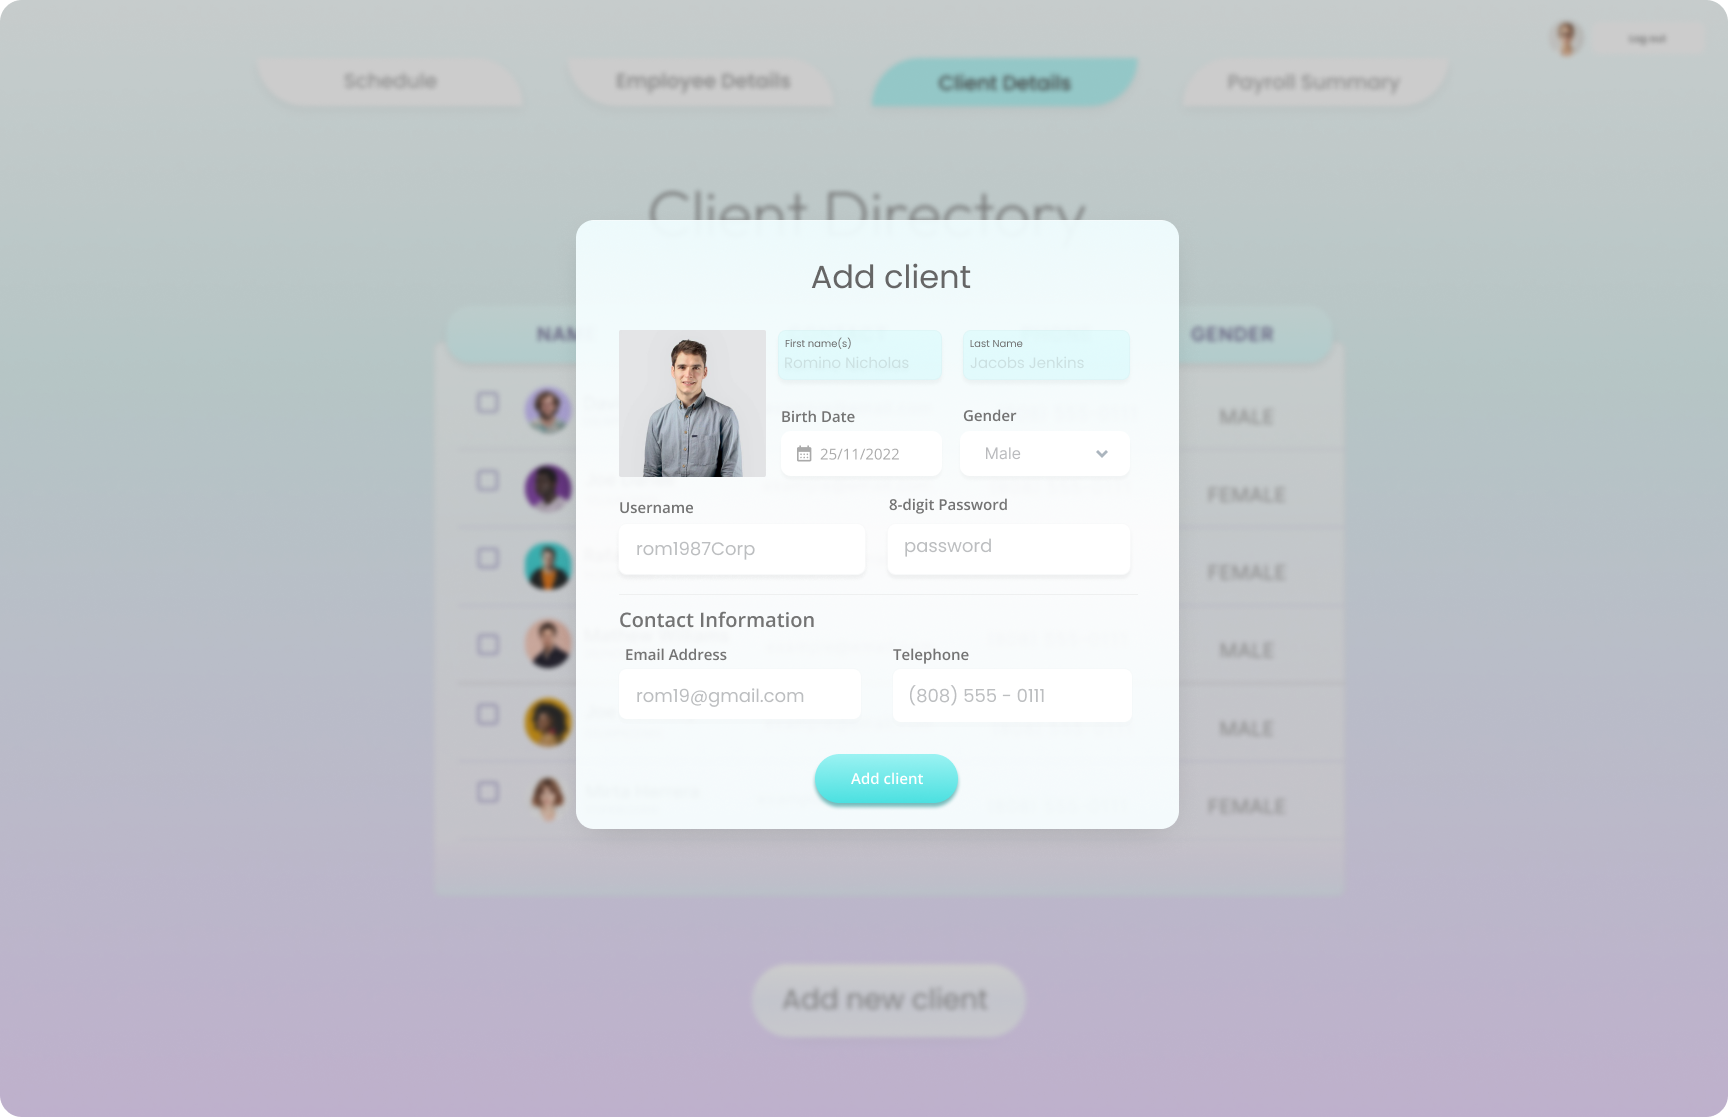 Log out
Schedule
Employee Details
Client Details
Payroll Summary
Client Directory
Add client
NAM
GENDER
First name(s)
Romino Nicholas
Last Name
Jacobs Jenkins
Birth Date
25/11/2022
Gender
Male
MALE
FEMALE
Username
rom1987Corp
8-digit Password
password
FEMALE
Contact Information
MALE
Email Address
rom19@gmail.com
Telephone
(808) 555 - 0111
MALE
Add client
FEMALE
Add new client